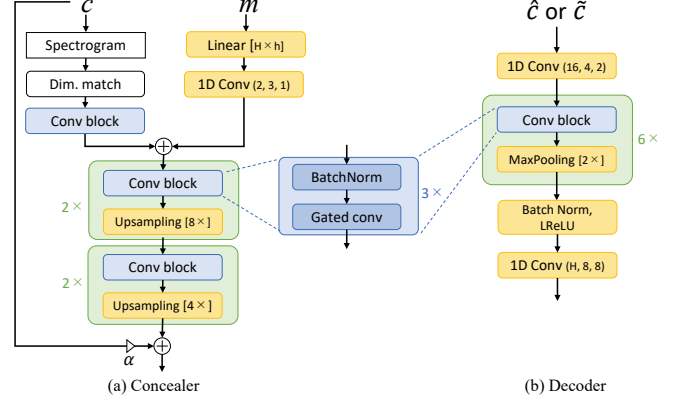 c
m
ĉ or c̃
Spectrogram
Linear [H × h]
Dim. match
1D Conv (2, 3, 1)
1D Conv (16, 4, 2)
Conv block
Conv block
6 ×
MaxPooling [2× ]
BatchNorm
Gated conv
3 ×
2 ×
Conv block
Upsampling [8× ]
Batch Norm,
LReLU
2 ×
Conv block
Upsampling [4× ]
1D Conv (H, 8, 8)
α
(a) Concealer
(b) Decoder